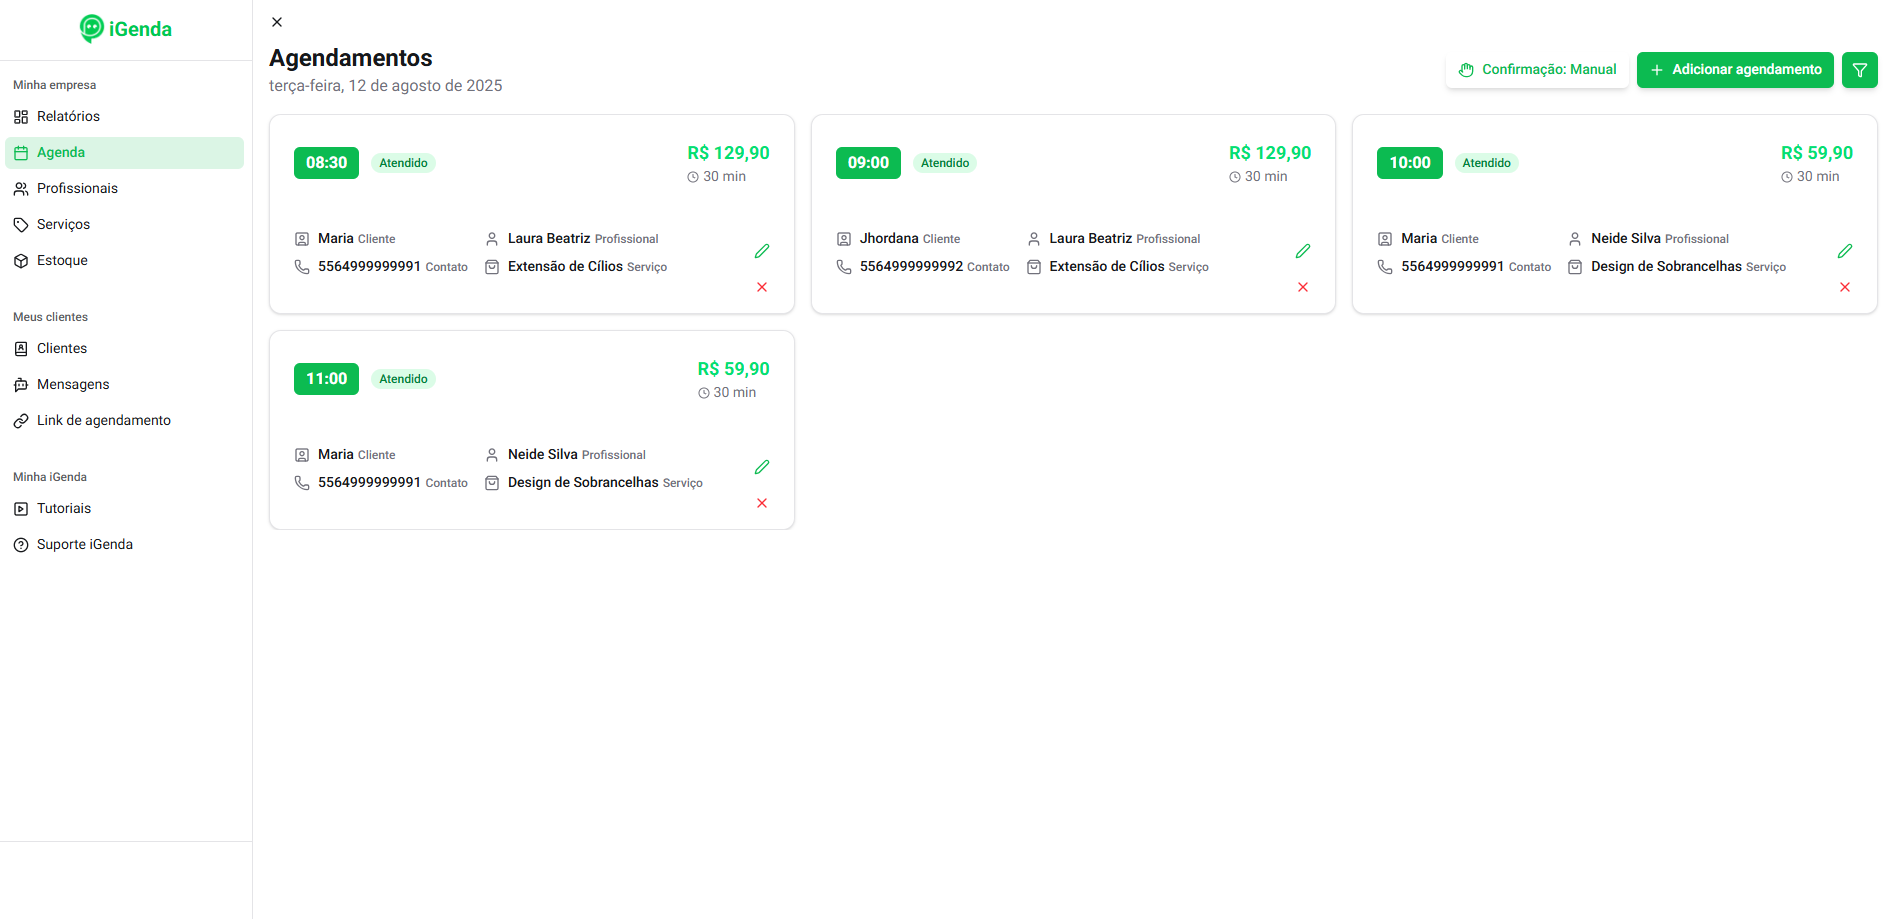 iGenda
Minha empresa
Relatórios
Agenda
Profissionais
Serviços
Estoque
Meus clientes
Clientes
Mensagens
Link de agendamento
Minha iGenda
Tutoriais
Suporte iGenda
Agendamentos
terça-feira, 12 de agosto de 2025
Confirmação: Manual
Adicionar agendamento
08:30 Atendido R$ 129,90
30 min
Maria Cliente Laura Beatriz Profissional
5564999999991 Contato Extensão de Cílios Serviço
09:00 Atendido R$ 129,90
30 min
Jhordana Cliente Laura Beatriz Profissional
5564999999992 Contato Extensão de Cílios Serviço
10:00 Atendido R$ 59,90
30 min
Maria Cliente Neide Silva Profissional
5564999999991 Contato Design de Sobrancelhas Serviço
11:00 Atendido R$ 59,90
30 min
Maria Cliente Neide Silva Profissional
5564999999991 Contato Design de Sobrancelhas Serviço